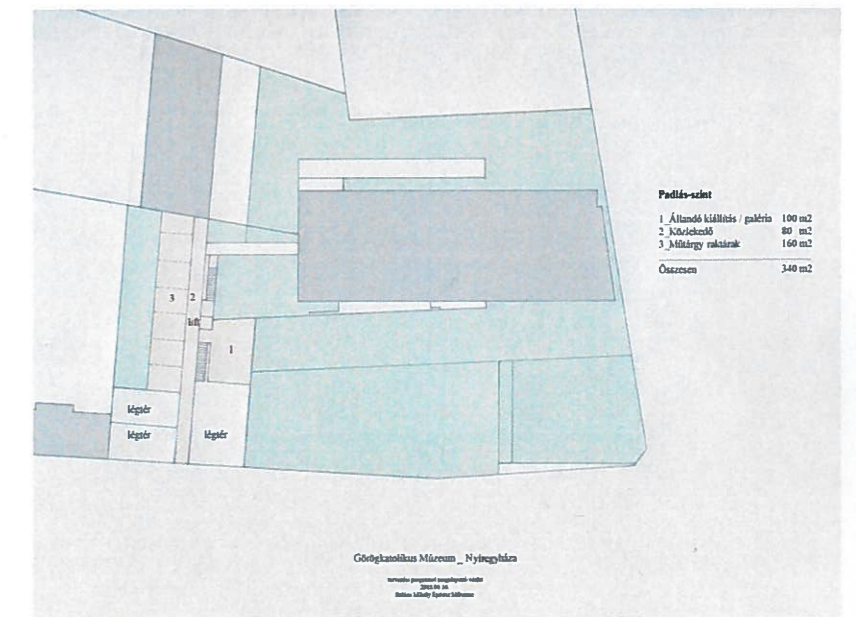 Padlás-szint
1_Állandó kiállítás / galéria 100 m2
2_Közlekedő 80 m2
3_Műtárgy raktárak 160 m2
Összesen 340 m2
3 2
lift
1
légtér
légtér légtér
Görögkatolikus Múzeum _ Nyíregyháza